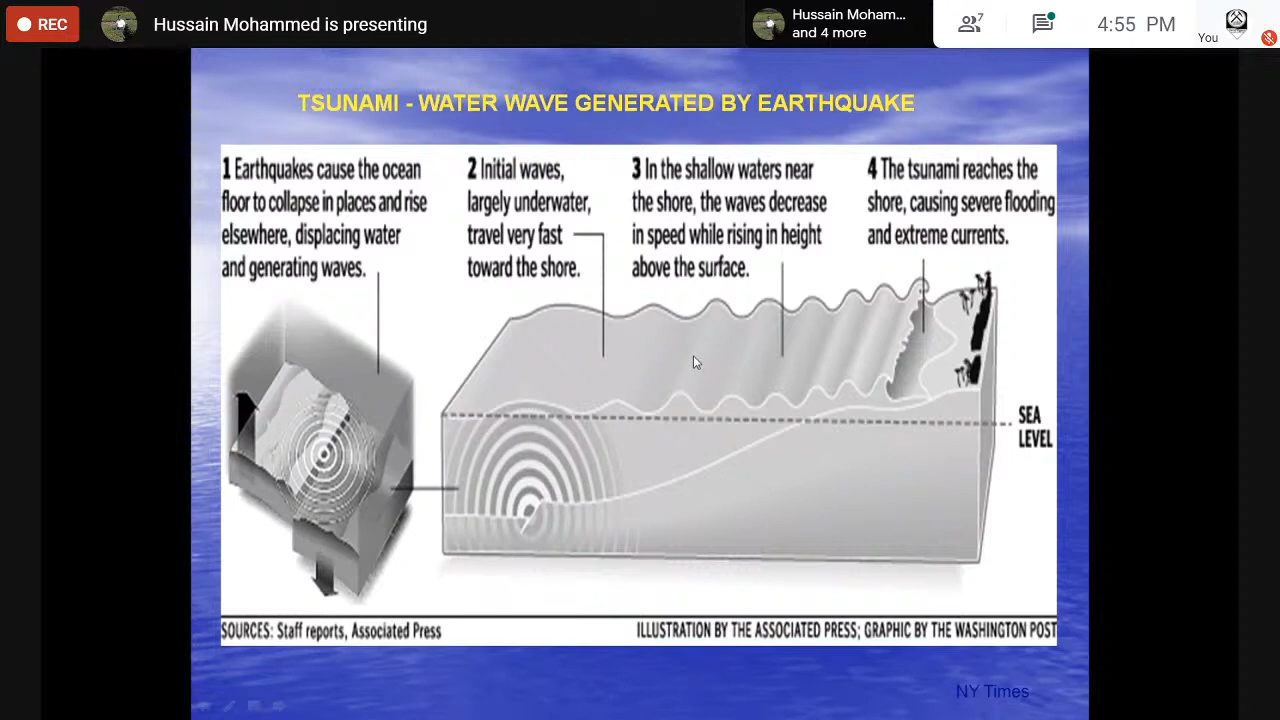 REC
Hussain Mohammed is presenting
Hussain Moham...
and 4 more
7
4:55 PM
You
TSUNAMI - WATER WAVE GENERATED BY EARTHQUAKE
1 Earthquakes cause the ocean
floor to collapse in places and rise
elsewhere, displacing water
and generating waves.
2 Initial waves,
largely underwater,
travel very fast
toward the shore.
3 In the shallow waters near
the shore, the waves decrease
in speed while rising in height
above the surface.
4 The tsunami reaches the
shore, causing severe flooding
and extreme currents.
SEA
LEVEL
SOURCES: Staff reports, Associated Press
ILLUSTRATION BY THE ASSOCIATED PRESS; GRAPHIC BY THE WASHINGTON POST
NY Times